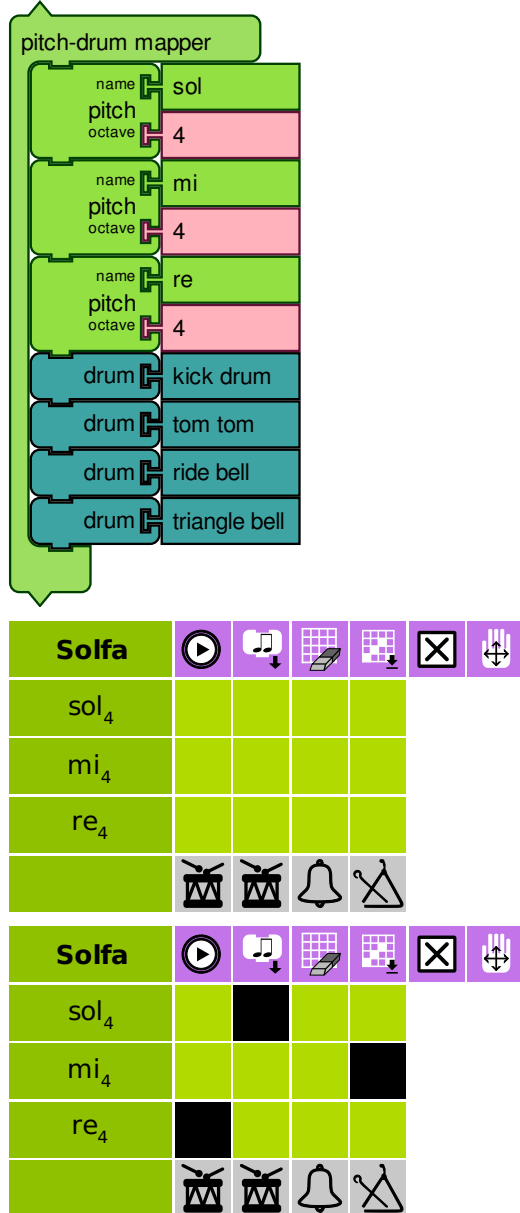 pitch-drum mapper
name sol
pitch
octave 4
name mi
pitch
octave 4
name re
pitch
octave 4
drum kick drum
drum tom tom
drum ride bell
drum triangle bell
Solfa
sol4
mi4
re4
Solfa
sol4
mi4
re4